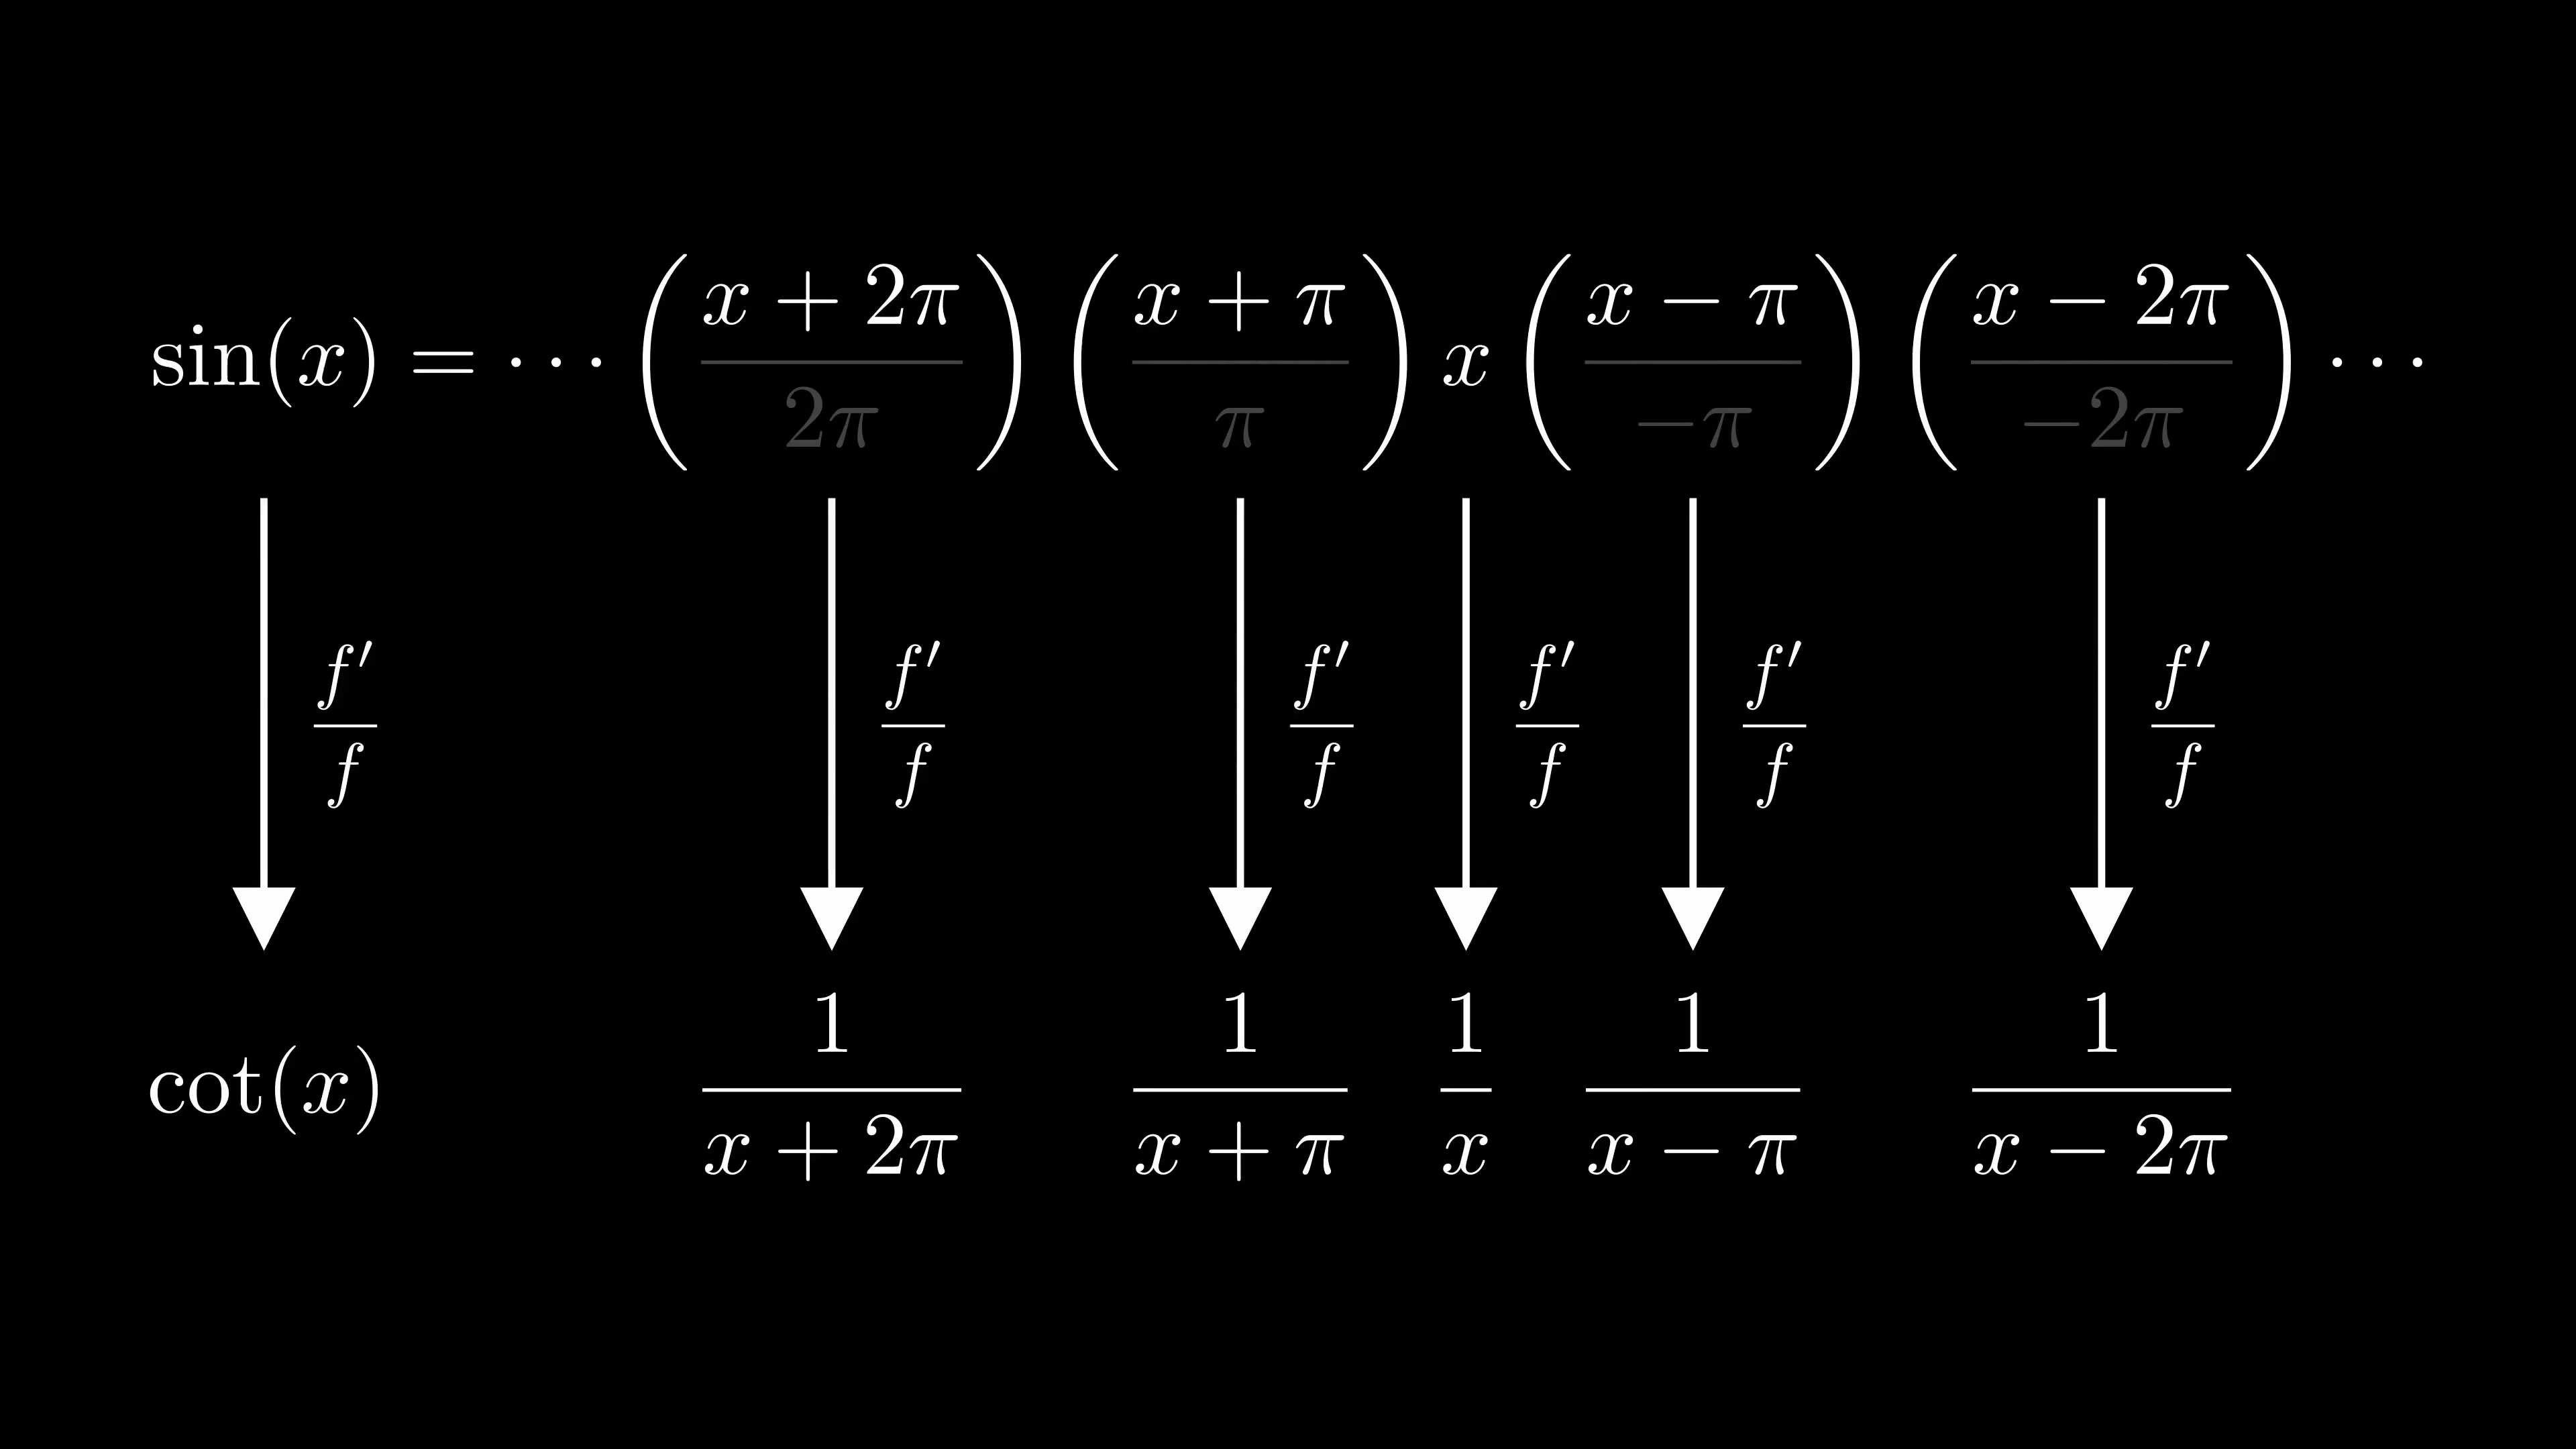 sin(x) = ⋯ ((x + 2π)/(2π)) ((x + π)/π) x ((x − π)/(−π)) ((x − 2π)/(−2π)) ⋯
f′/f f′/f f′/f f′/f f′/f f′/f
cot(x) 1/(x + 2π) 1/(x + π) 1/x 1/(x − π) 1/(x − 2π)